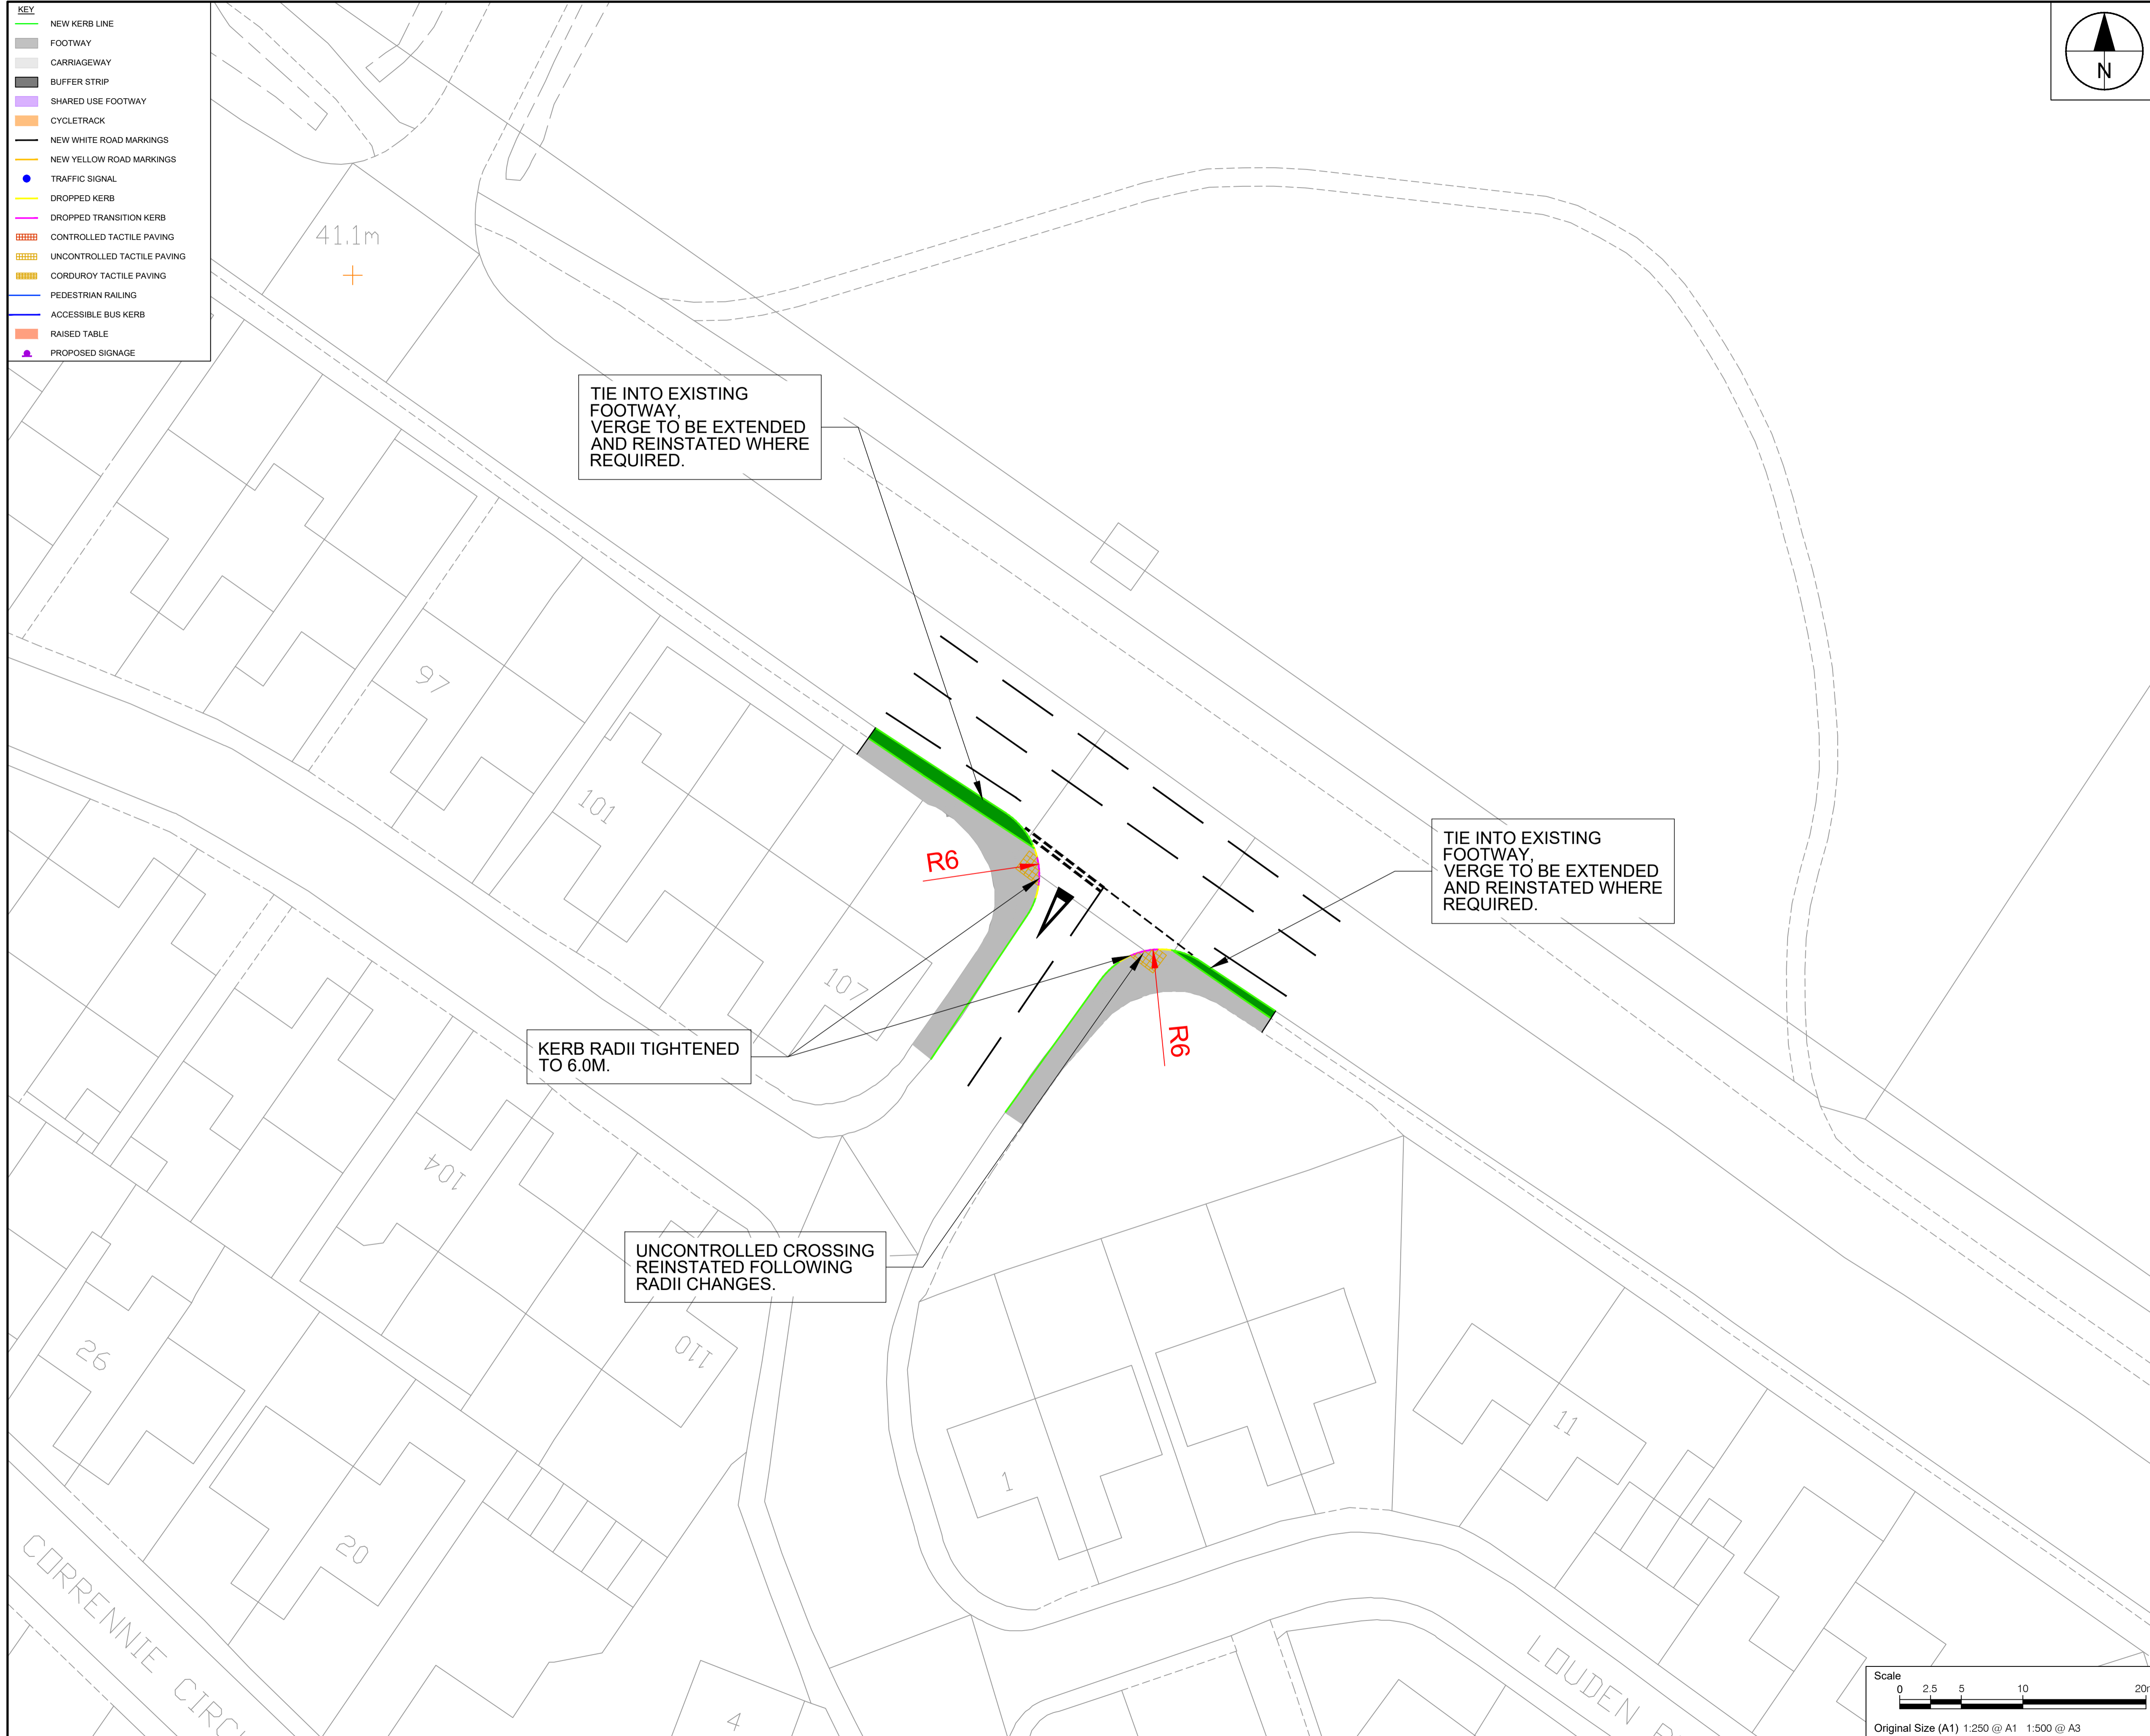 KEY
NEW KERB LINE
FOOTWAY
CARRIAGEWAY
BUFFER STRIP
SHARED USE FOOTWAY
CYCLETRACK
NEW WHITE ROAD MARKINGS
NEW YELLOW ROAD MARKINGS
TRAFFIC SIGNAL
DROPPED KERB
DROPPED TRANSITION KERB
CONTROLLED TACTILE PAVING
UNCONTROLLED TACTILE PAVING
CORDUROY TACTILE PAVING
PEDESTRIAN RAILING
ACCESSIBLE BUS KERB
RAISED TABLE
PROPOSED SIGNAGE
N
41.1m
TIE INTO EXISTING
FOOTWAY,
VERGE TO BE EXTENDED
AND REINSTATED WHERE
REQUIRED.
97
101
107
R6
TIE INTO EXISTING
FOOTWAY,
VERGE TO BE EXTENDED
AND REINSTATED WHERE
REQUIRED.
R6
KERB RADII TIGHTENED
TO 6.0M.
104
UNCONTROLLED CROSSING
REINSTATED FOLLOWING
RADII CHANGES.
110
26
20
1
11
4
CORRENNIE
LOUDEN
Scale
0 2.5 5 10 20m
Original Size (A1) 1:250 @ A1 1:500 @ A3